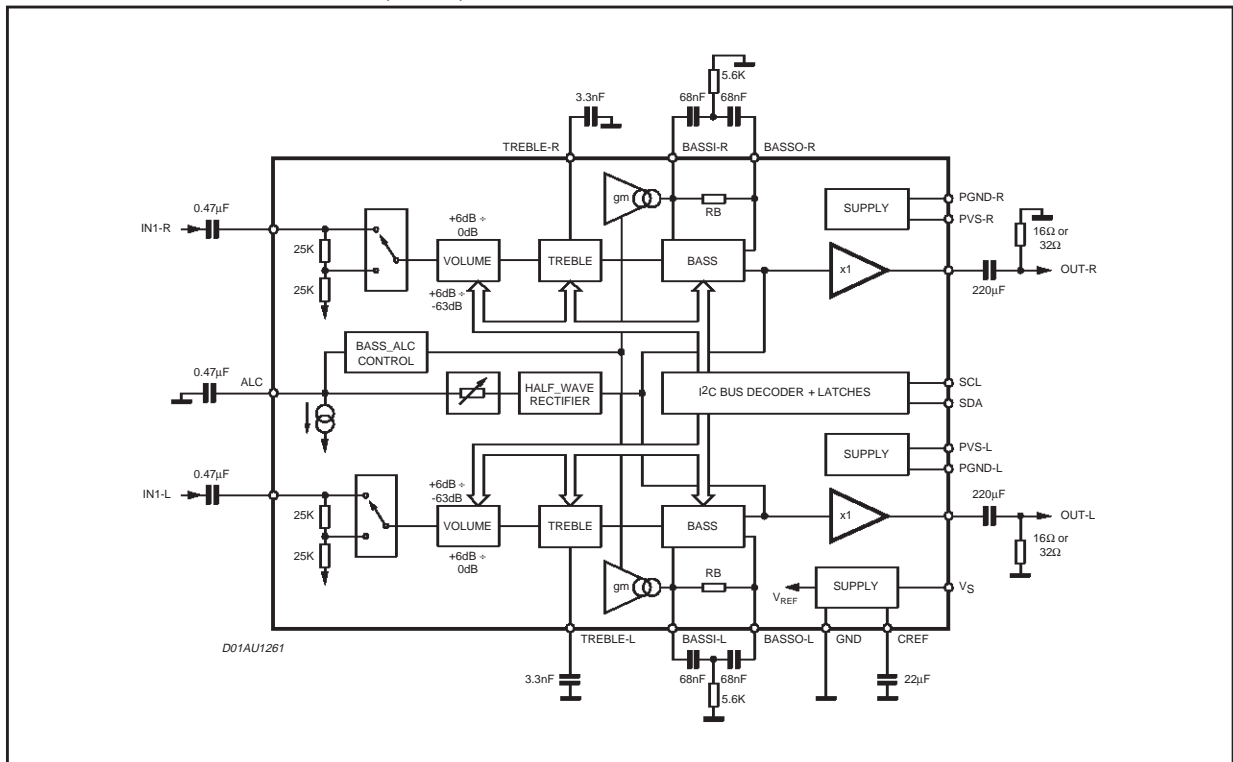 5.6K
3.3nF
68nF
68nF
TREBLE-R
BASSI-R
BASSO-R
0.47μF
IN1-R
25K
25K
+6dB ÷
0dB
VOLUME
+6dB ÷
-63dB
TREBLE
gm
RB
BASS
SUPPLY
PGND-R
PVS-R
x1
16Ω or
32Ω
220μF
OUT-R
BASS_ALC
CONTROL
0.47μF
ALC
HALF_WAVE
RECTIFIER
I2C BUS DECODER + LATCHES
SCL
SDA
SUPPLY
PVS-L
PGND-L
0.47μF
IN1-L
25K
25K
+6dB ÷
-63dB
VOLUME
+6dB ÷
0dB
TREBLE
BASS
gm
RB
x1
220μF
OUT-L
16Ω or
32Ω
VREF
SUPPLY
VS
D01AU1261
TREBLE-L
BASSI-L
BASSO-L
GND
CREF
3.3nF
68nF
68nF
5.6K
22μF